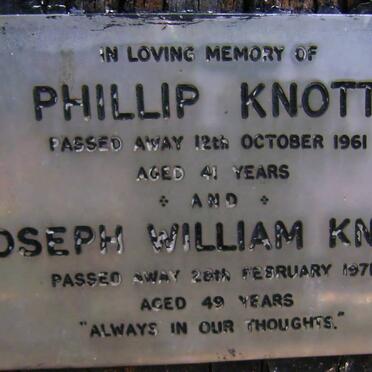 IN LOVING MEMORY OF
PHILLIP KNOTT
PASSED AWAY 12th OCTOBER 1961
AGED 41 YEARS
AND
OSEPH WILLIAM KN
PASSED AWAY 28th FEBRUARY 197
AGED 49 YEARS
"ALWAYS IN OUR THOUGHTS."